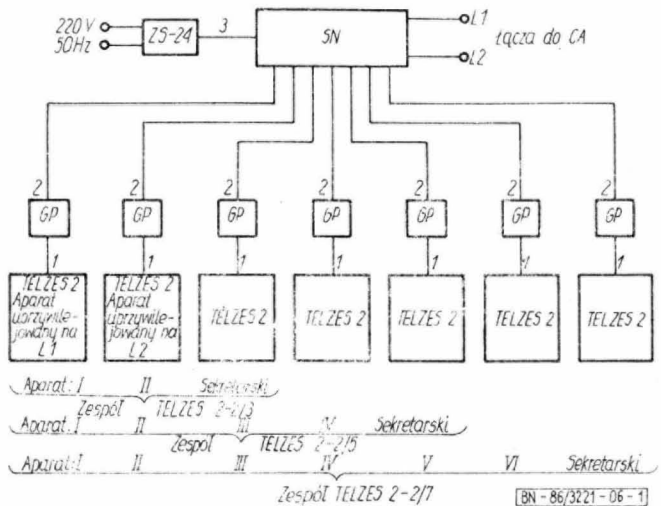 220 V
50Hz
ZS-24
3
SN
L1
L2
Łącza do CA
2 2 2 2 2 2 2
GP GP GP GP GP GP GP
1 1 1 1 1 1 1
TELZES 2
Aparat
uprzywile-
jowany na
L1
TELZES 2
Aparat
uprzywile-
jowany na
L2
TELZES 2
TELZES 2
TELZES 2
TELZES 2
TELZES 2
Aparat: I II Sekretarski
Zespół TELZES 2-2/3
Aparat: I II III IV Sekretarski
Zespół TELZES 2-2/5
Aparat: I II III IV V VI Sekretarski
Zespół TELZES 2-2/7
BN-86/3221-06-1